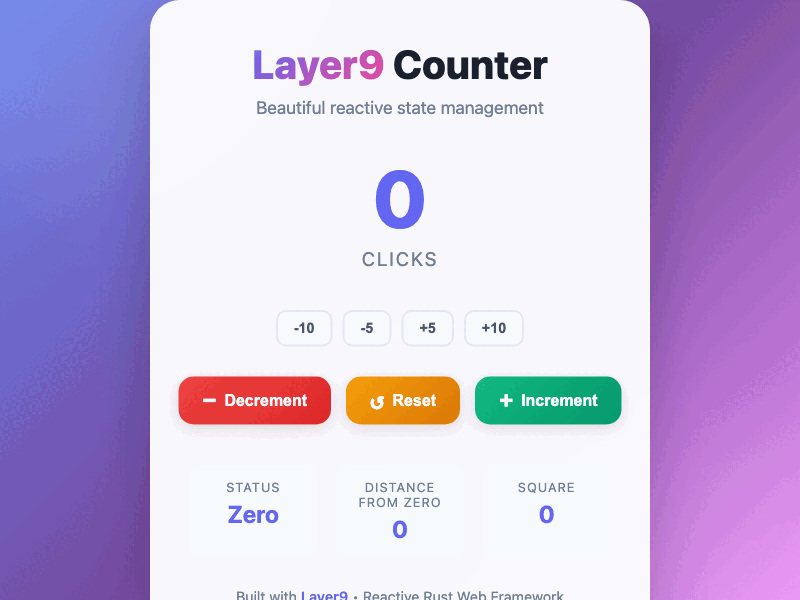 Layer9 Counter
Beautiful reactive state management
0
CLICKS
-10 -5 +5 +10
− Decrement ↺ Reset + Increment
STATUS DISTANCE SQUARE
FROM ZERO
Zero 0 0
Built with Layer9 • Reactive Rust Web Framework